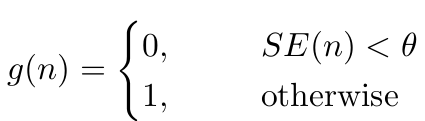 g(n) = { 0, SE(n) < θ
1, otherwise